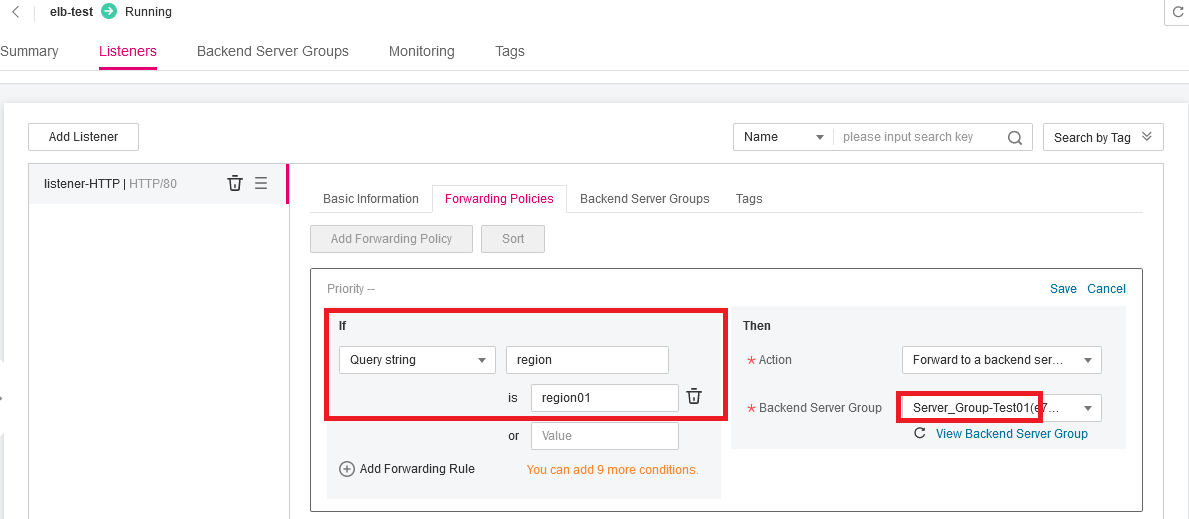 elb-test Running
Summary Listeners Backend Server Groups Monitoring Tags
Add Listener Name please input search key Search by Tag
listener-HTTP | HTTP/80
Basic Information Forwarding Policies Backend Server Groups Tags
Add Forwarding Policy Sort
Priority -- Save Cancel
If Then
Query string region Action Forward to a backend ser...
is region01 Backend Server Group Server_Group-Test01(e7...
or Value View Backend Server Group
Add Forwarding Rule You can add 9 more conditions.